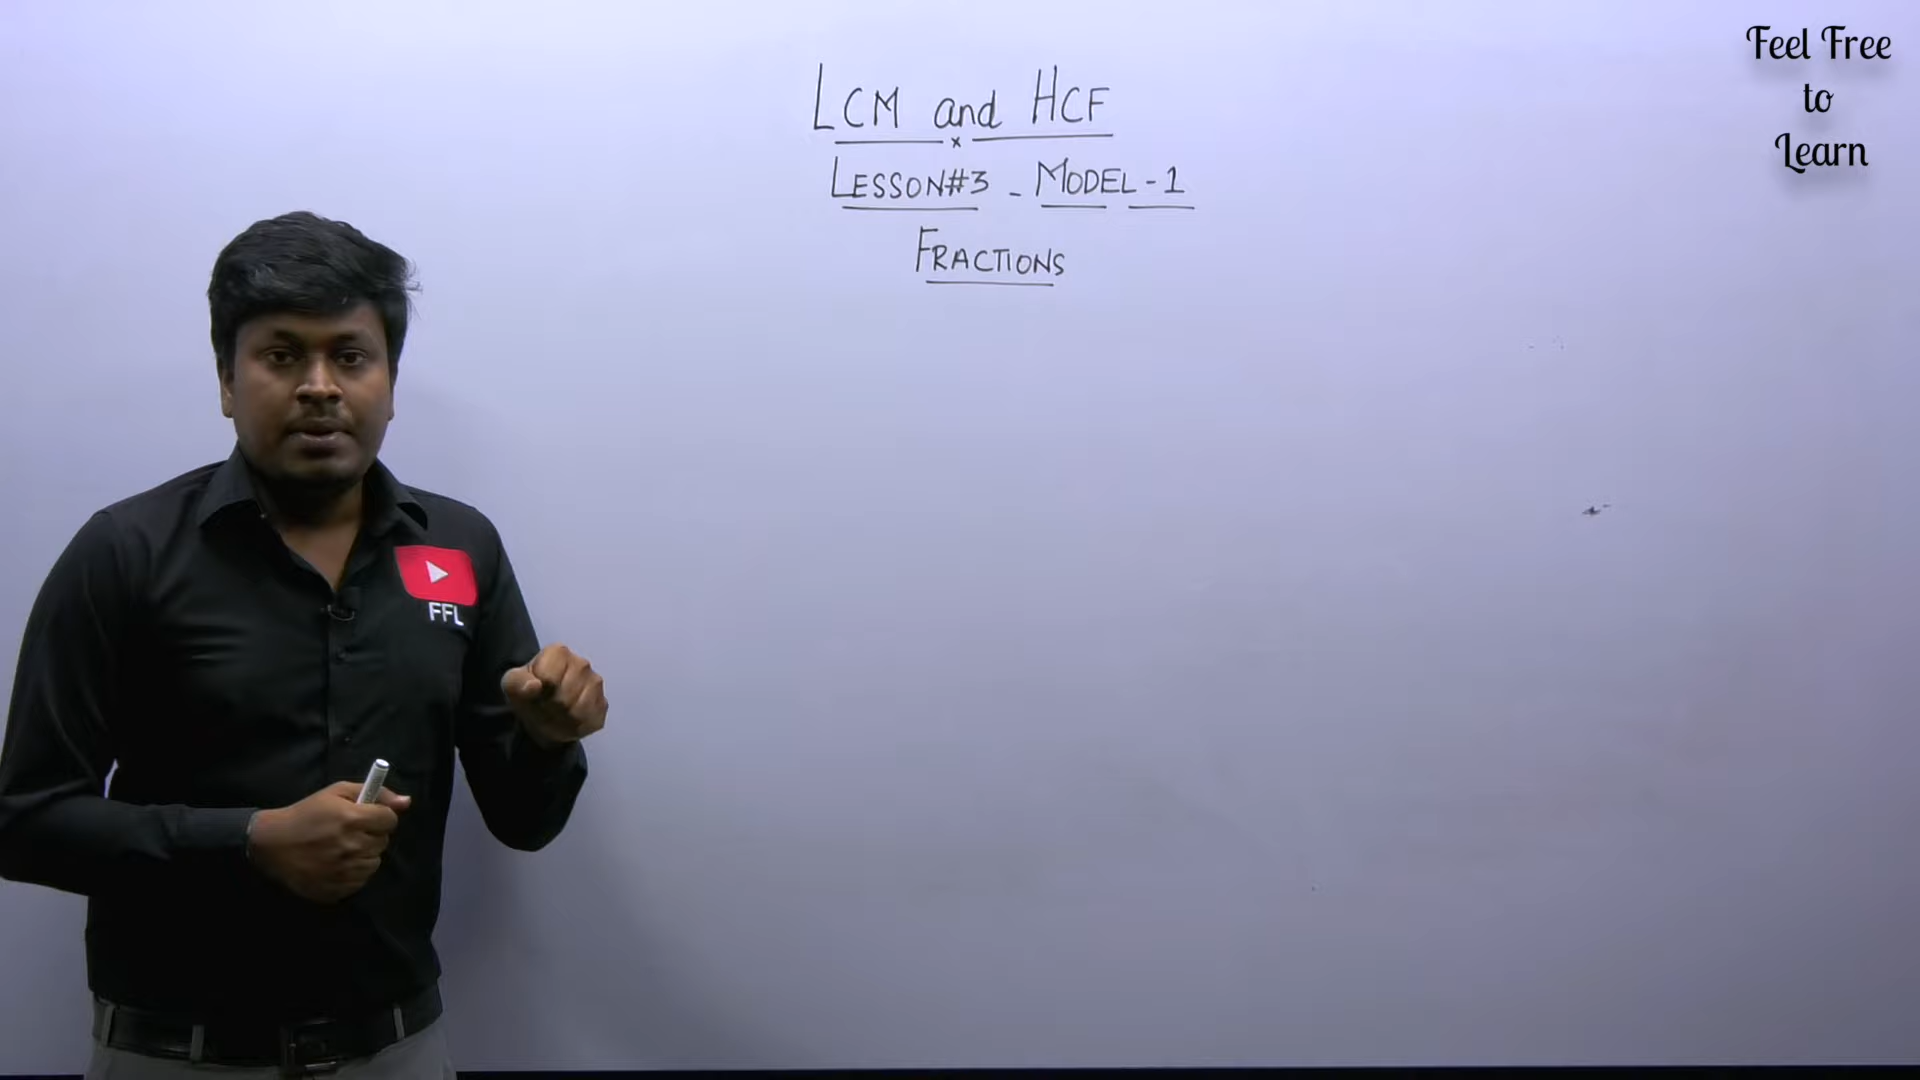 LCM and HCF
LESSON#3 - MODEL-1
FRACTIONS
Feel Free
to
Learn
FFL